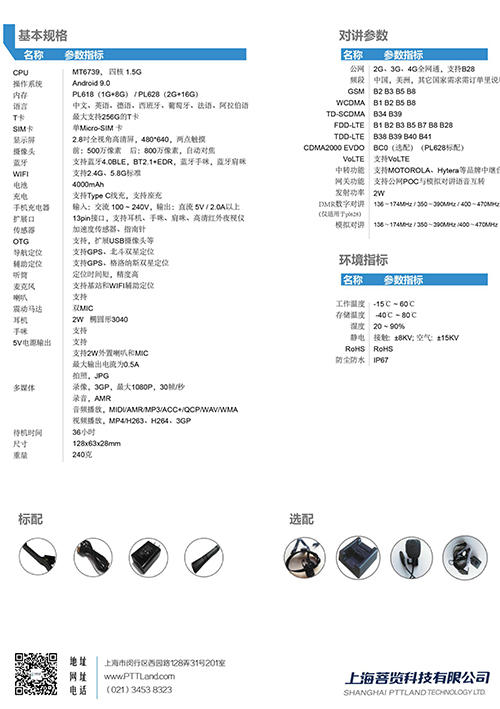 基本规格
名称 参数指标
CPU MT6739， 四核 1.5G
操作系统 Android 9.0
内存 PL618（1G+8G） / PL628（2G+16G）
语言 中文、英语、德语、西班牙、葡萄牙、法语、阿拉伯语
T卡 最大支持256G的T卡
SIM卡 单Micro-SIM 卡
显示屏 2.8吋全视角高清屏，480*640，两点触摸
摄像头 前：500万像素 后：800万像素，自动对焦
蓝牙 支持蓝牙4.0BLE，BT2.1+EDR，蓝牙手咪，蓝牙肩咪
WIFI 支持2.4G、5.8G标准
电池 4000mAh
充电 支持Type C线充，支持座充
手机充电器 输入：交流 100 ~ 240V，输出：直流 5V / 2.0A以上
扩展口 13pin接口，支持耳机、手咪、肩咪、高清红外夜视仪
传感器 加速度传感器、指南针
OTG 支持，扩展USB摄像头等
导航定位 支持GPS、北斗双星定位
辅助定位 支持GPS、格洛纳斯双星定位
听筒 定位时间短，精度高
麦克风 支持基站和WIFI辅助定位
喇叭 支持
震动马达 双MIC
耳机 2W 椭圆形3040
手咪 支持
5V电源输出 支持
支持2W外置喇叭和MIC
最大输出电流为0.5A
拍照，JPG
多媒体 录像，3GP，最大1080P，30帧/秒
录音，AMR
音频播放，MIDI/AMR/MP3/ACC+/QCP/WAV/WMA
视频播放，MP4/H263、H264、3GP
待机时间 36小时
尺寸 128x63x28mm
重量 240克
对讲参数
名称 参数指标
公网 2G、3G、4G全网通，支持B28
频段 中国，美洲，其它国家需求需订单里说
GSM B2 B3 B5 B8
WCDMA B1 B2 B5 B8
TD-SCDMA B34 B39
FDD-LTE B1 B2 B3 B5 B7 B8 B28
TDD-LTE B38 B39 B40 B41
CDMA2000 EVDO BC0（选配）（PL628标配）
VoLTE 支持VoLTE
中转功能 支持MOTOROLA、Hytera等品牌中继
网关功能 支持公网POC与模拟对讲语音互转
发射功率 2W
DMR数字对讲 136～174MHz / 350～390MHz / 400～470MHz
（仅适用于pl628）
模拟对讲 136～174MHz / 350～390MHz /400～470MHz
环境指标
名称 参数指标
工作温度 -15℃ ~ 60℃
存储温度 -40℃ ~ 80℃
湿度 20 ~ 90%
静电 接触: ±8KV; 空气: ±15KV
RoHS RoHS
防尘防水 IP67
标配
选配
地址 上海市闵行区西园路128弄31号201室
网址 www.PTTLand.com
电话 （021）3453 8323
上海茖览科技有限公司
SHANGHAI PTTLAND TECHNOLOGY LTD.